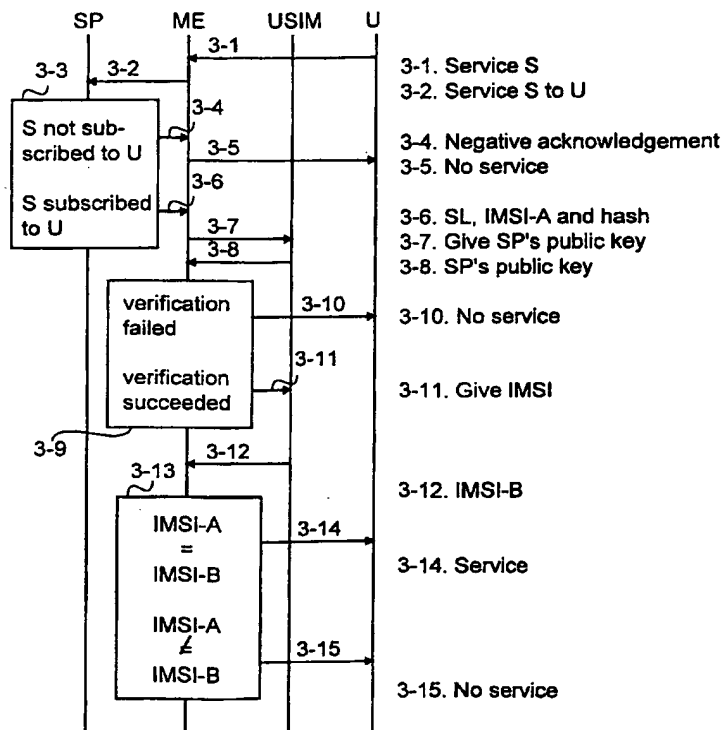 SP ME USIM U
3-1
3-1. Service S
3-3 3-2
3-2. Service S to U
S not sub-
scribed to U
3-4
3-4. Negative acknowledgement
3-5
3-5. No service
S subscribed
to U
3-6
3-6. SL, IMSI-A and hash
3-7
3-7. Give SP's public key
3-8
3-8. SP's public key
verification
failed
3-10
3-10. No service
3-11
verification
succeeded
3-11. Give IMSI
3-9
3-12
3-12. IMSI-B
3-13
IMSI-A
=
IMSI-B
3-14
3-14. Service
IMSI-A
≠
IMSI-B
3-15
3-15. No service